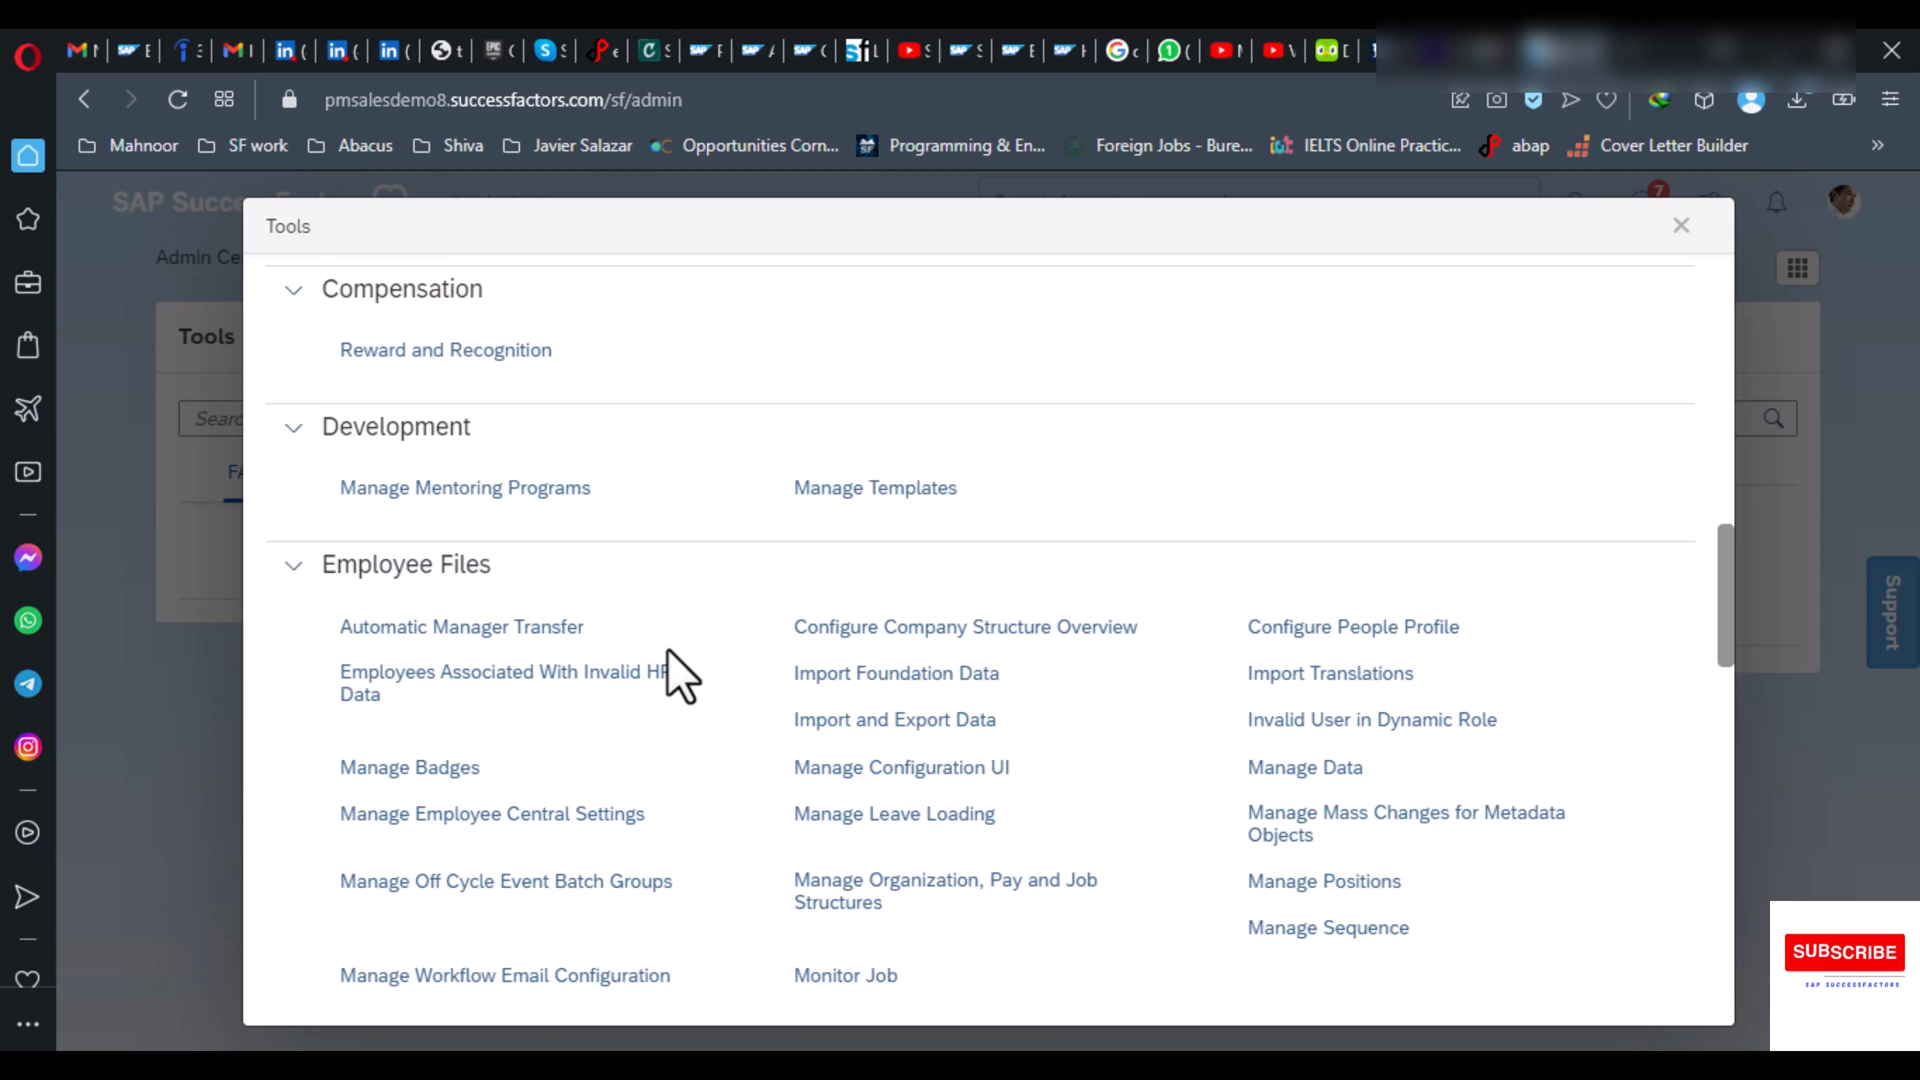 pmsalesdemo8.successfactors.com/sf/admin
Mahnoor
SF work
Abacus
Shiva
Javier Salazar
Opportunities Corn...
Programming & En...
Foreign Jobs - Bure...
IELTS Online Practic...
abap
Cover Letter Builder
SAP Succe
7
Admin Ce
Tools
Tools
Compensation
Reward and Recognition
Development
Manage Mentoring Programs
Manage Templates
Employee Files
Automatic Manager Transfer
Configure Company Structure Overview
Configure People Profile
Employees Associated With Invalid
Data
Import Foundation Data
Import Translations
Import and Export Data
Invalid User in Dynamic Role
Manage Badges
Manage Configuration UI
Manage Data
Manage Employee Central Settings
Manage Leave Loading
Manage Mass Changes for Metadata
Objects
Manage Off Cycle Event Batch Groups
Manage Organization, Pay and Job
Structures
Manage Positions
Manage Sequence
Manage Workflow Email Configuration
Monitor Job
Support
SUBSCRIBE
SAP SUCCESSFACTORS